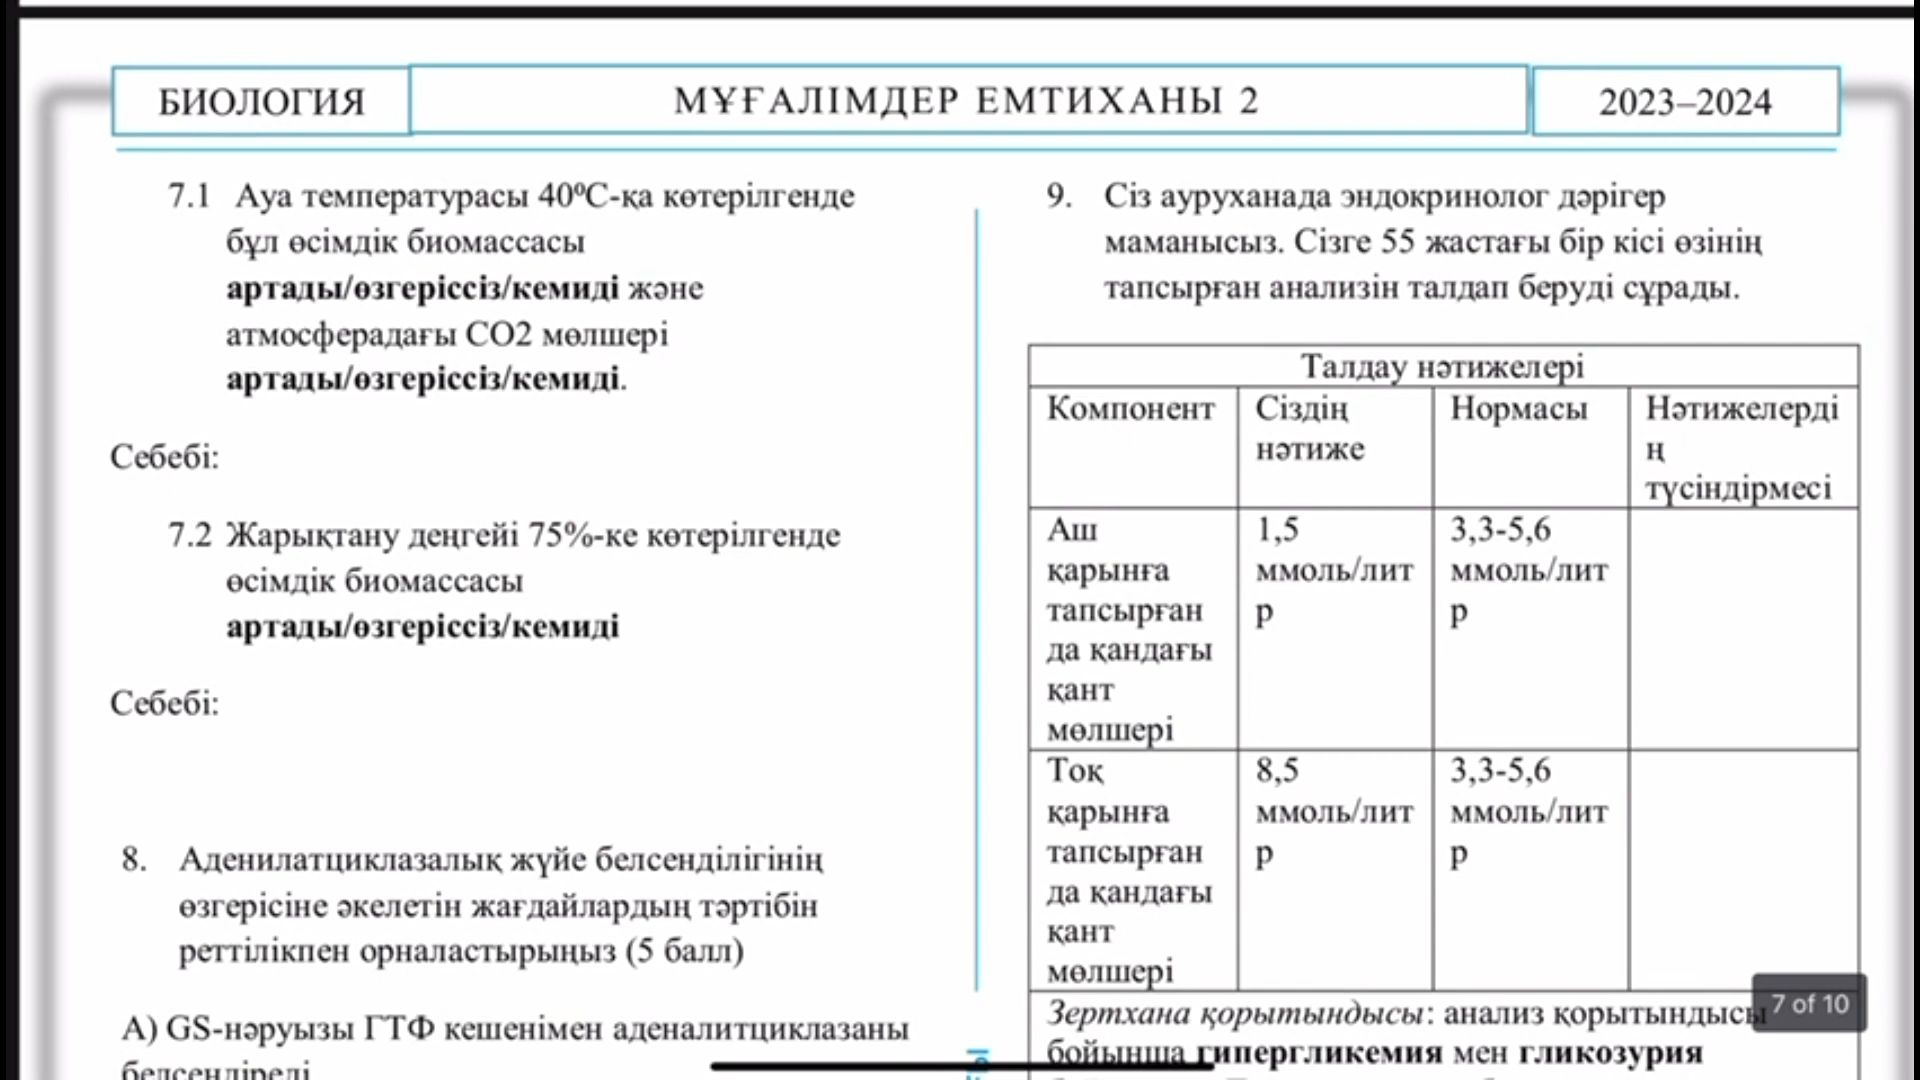 БИОЛОГИЯ
МҰҒАЛІМДЕР ЕМТИХАНЫ 2
2023–2024
7.1 Ауа температурасы 40⁰C-қа көтерілгенде
бұл өсімдік биомассасы
артады/өзгеріссіз/кемиді және
атмосферадағы CO2 мөлшері
артады/өзгеріссіз/кемиді.
Себебі:
7.2 Жарықтану деңгейі 75%-ке көтерілгенде
өсімдік биомассасы
артады/өзгеріссіз/кемиді
Себебі:
8. Аденилатциклазалық жүйе белсенділігінің
өзгерісіне әкелетін жағдайлардың тәртібін
реттілікпен орналастырыңыз (5 балл)
А) GS-нәруызы ГТФ кешенімен аденалитциклазаны
белсендіреді
9. Сіз ауруханада эндокринолог дәрігер
маманысыз. Сізге 55 жастағы бір кісі өзінің
тапсырған анализін талдап беруді сұрады.
Талдау нәтижелері
Компонент
Сіздің
нәтиже
Нормасы
Нәтижелерді
ң
түсіндірмесі
Аш
қарынға
тапсырған
да қандағы
қант
мөлшері
1,5
ммоль/лит
р
3,3-5,6
ммоль/лит
р
Тоқ
қарынға
тапсырған
да қандағы
қант
мөлшері
8,5
ммоль/лит
р
3,3-5,6
ммоль/лит
р
Зертхана қорытындысы: анализ қорытындысы
бойынша гипергликемия мен гликозурия
7 of 10